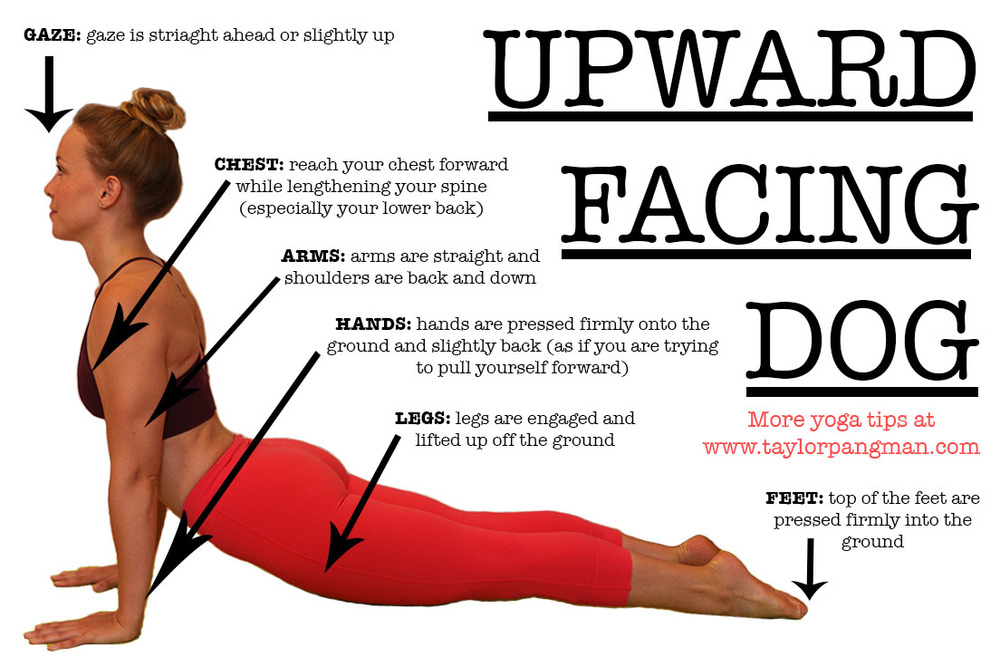 GAZE: gaze is striaght ahead or slightly up
UPWARD
FACING
DOG
CHEST: reach your chest forward
while lengthening your spine
(especially your lower back)
ARMS: arms are straight and
shoulders are back and down
HANDS: hands are pressed firmly onto the
ground and slightly back (as if you are trying
to pull yourself forward)
LEGS: legs are engaged and
lifted up off the ground
More yoga tips at
www.taylorpangman.com
FEET: top of the feet are
pressed firmly into the
ground